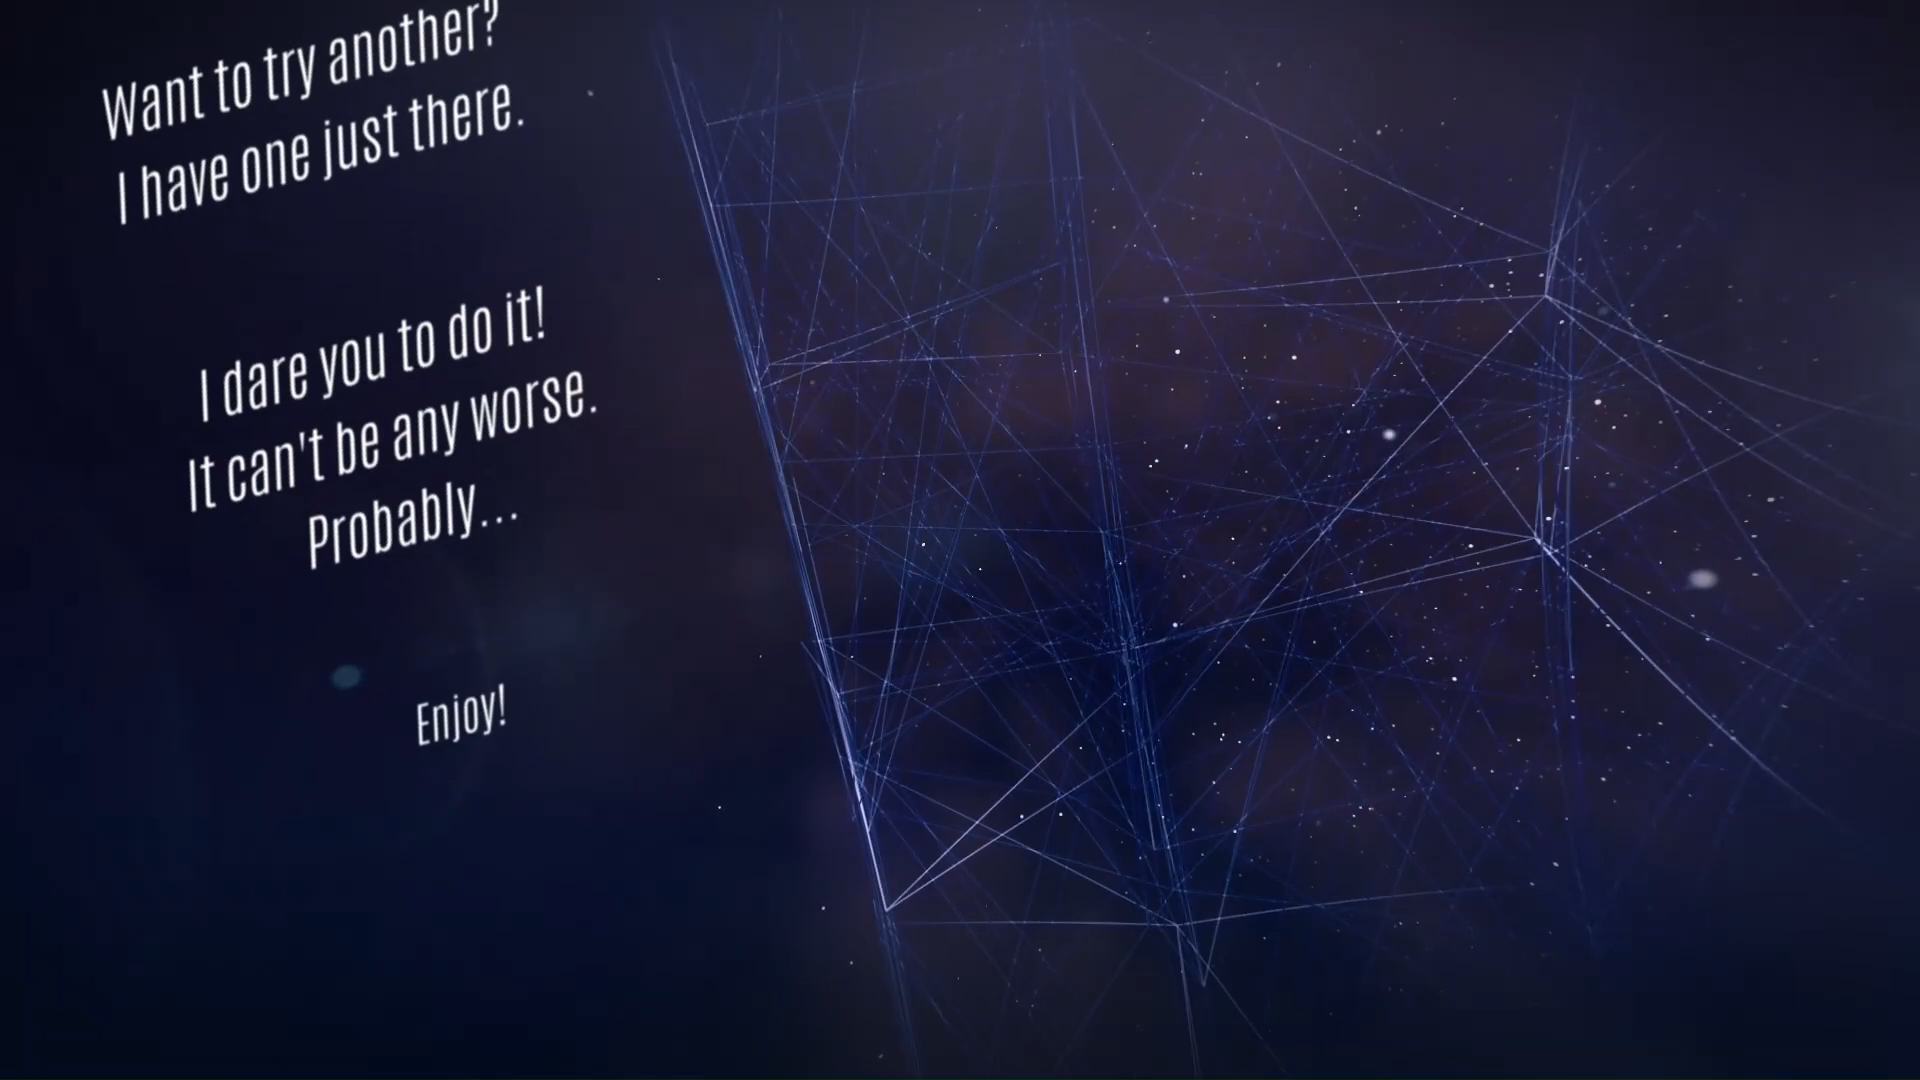 Want to try another?
I have one just there.
I dare you to do it!
It can't be any worse.
Probably...
Enjoy!